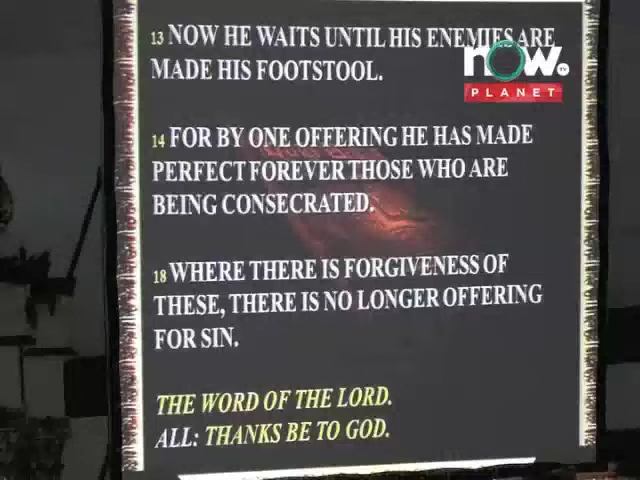 13 NOW HE WAITS UNTIL HIS ENEMIES ARE
MADE HIS FOOTSTOOL.
14 FOR BY ONE OFFERING HE HAS MADE
PERFECT FOREVER THOSE WHO ARE
BEING CONSECRATED.
18 WHERE THERE IS FORGIVENESS OF
THESE, THERE IS NO LONGER OFFERING
FOR SIN.
THE WORD OF THE LORD.
ALL: THANKS BE TO GOD.
now.
PLANET